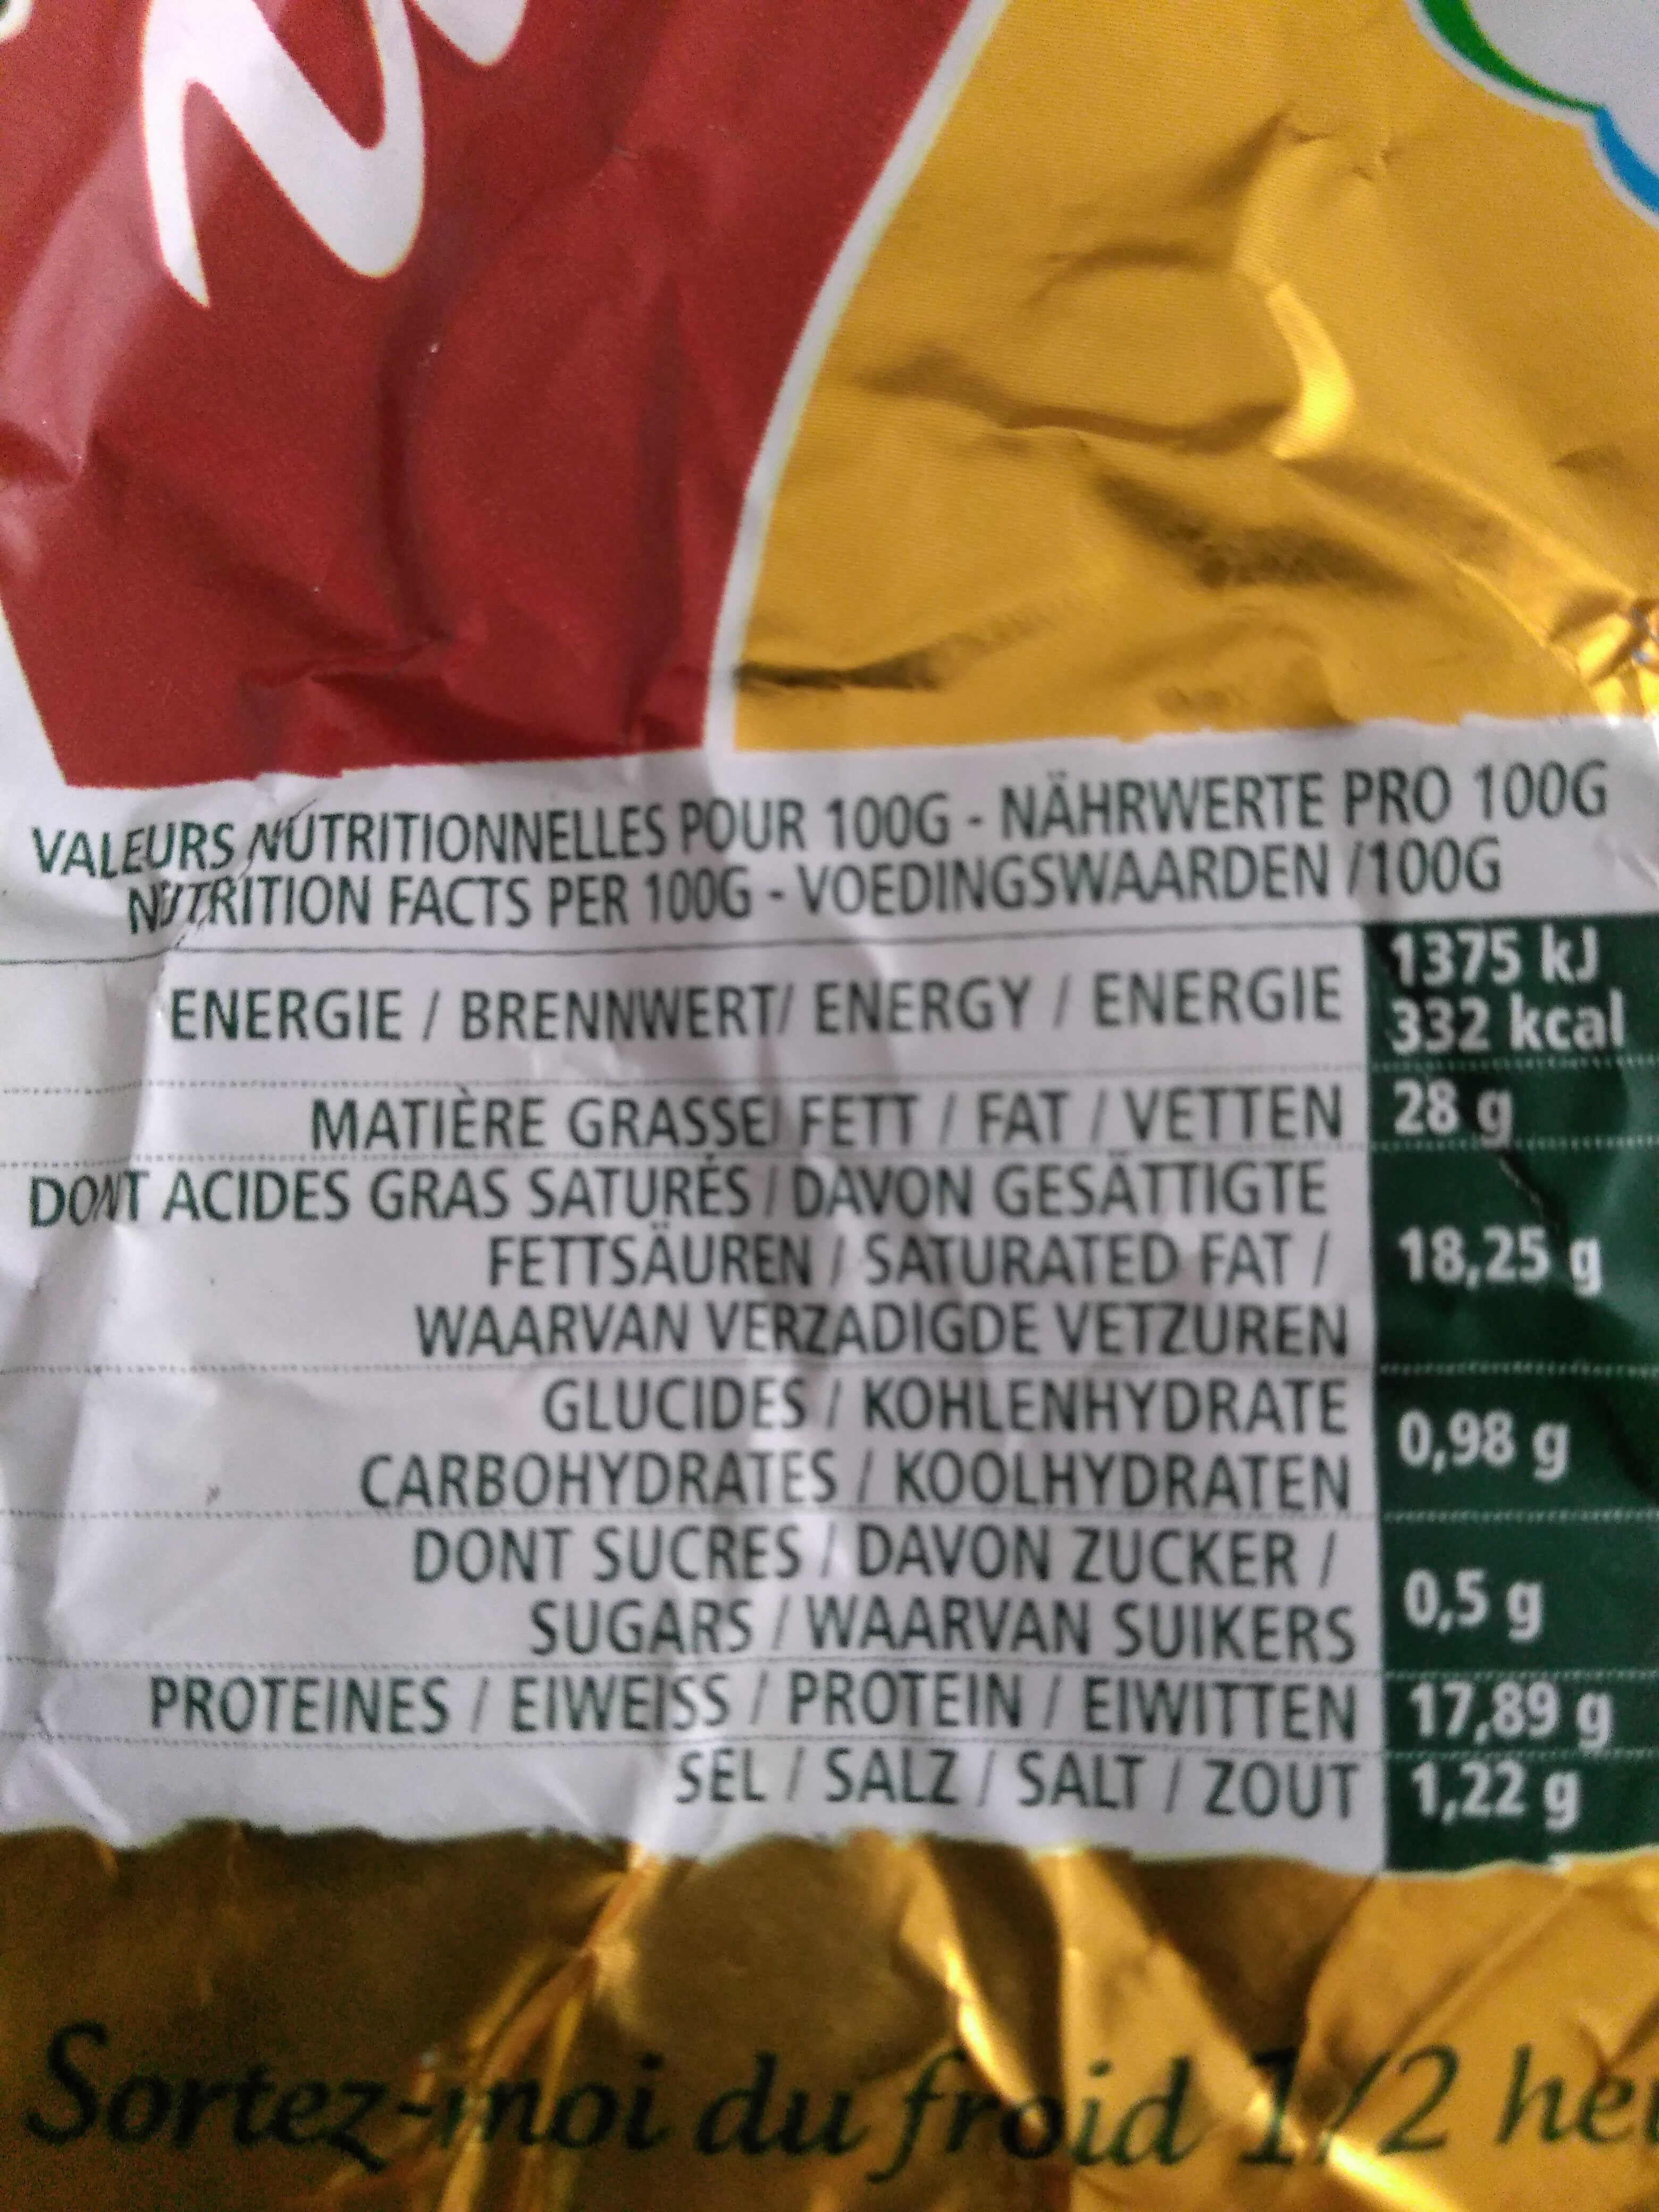 VALEURS NUTRITIONNELLES POUR 100G - NÄHRWERTE PRO 100G
NUTRITION FACTS PER 100G - VOEDINGSWAARDEN /100G
ENERGIE / BRENNWERT/ ENERGY / ENERGIE 1375 kJ
332 kcal
MATIÈRE GRASSE/ FETT / FAT / VETTEN 28 g
DONT ACIDES GRAS SATURÉS / DAVON GESÄTTIGTE
FETTSÄUREN / SATURATED FAT / 18,25 g
WAARVAN VERZADIGDE VETZUREN
GLUCIDES / KOHLENHYDRATE
CARBOHYDRATES / KOOLHYDRATEN 0,98 g
DONT SUCRES / DAVON ZUCKER /
SUGARS / WAARVAN SUIKERS 0,5 g
PROTEINES / EIWEISS / PROTEIN / EIWITTEN 17,89 g
SEL / SALZ / SALT / ZOUT 1,22 g
Sortez-moi du froid 1/2 heu